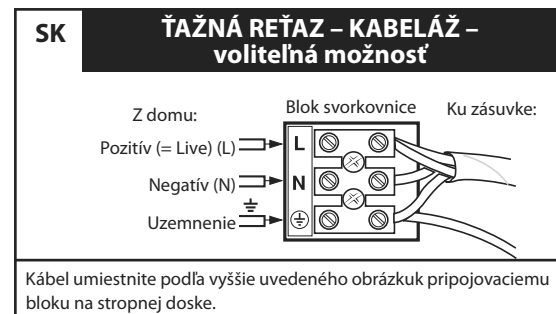 SK
ŤAŽNÁ REŤAZ – KABELÁŽ –
voliteľná možnosť
Z domu:
Blok svorkovnice
Ku zásuvke:
Pozitív (= Live) (L)
L
Negatív (N)
N
Uzemnenie
Kábel umiestnite podľa vyššie uvedeného obrázkuk pripojovaciemu
bloku na stropnej doske.